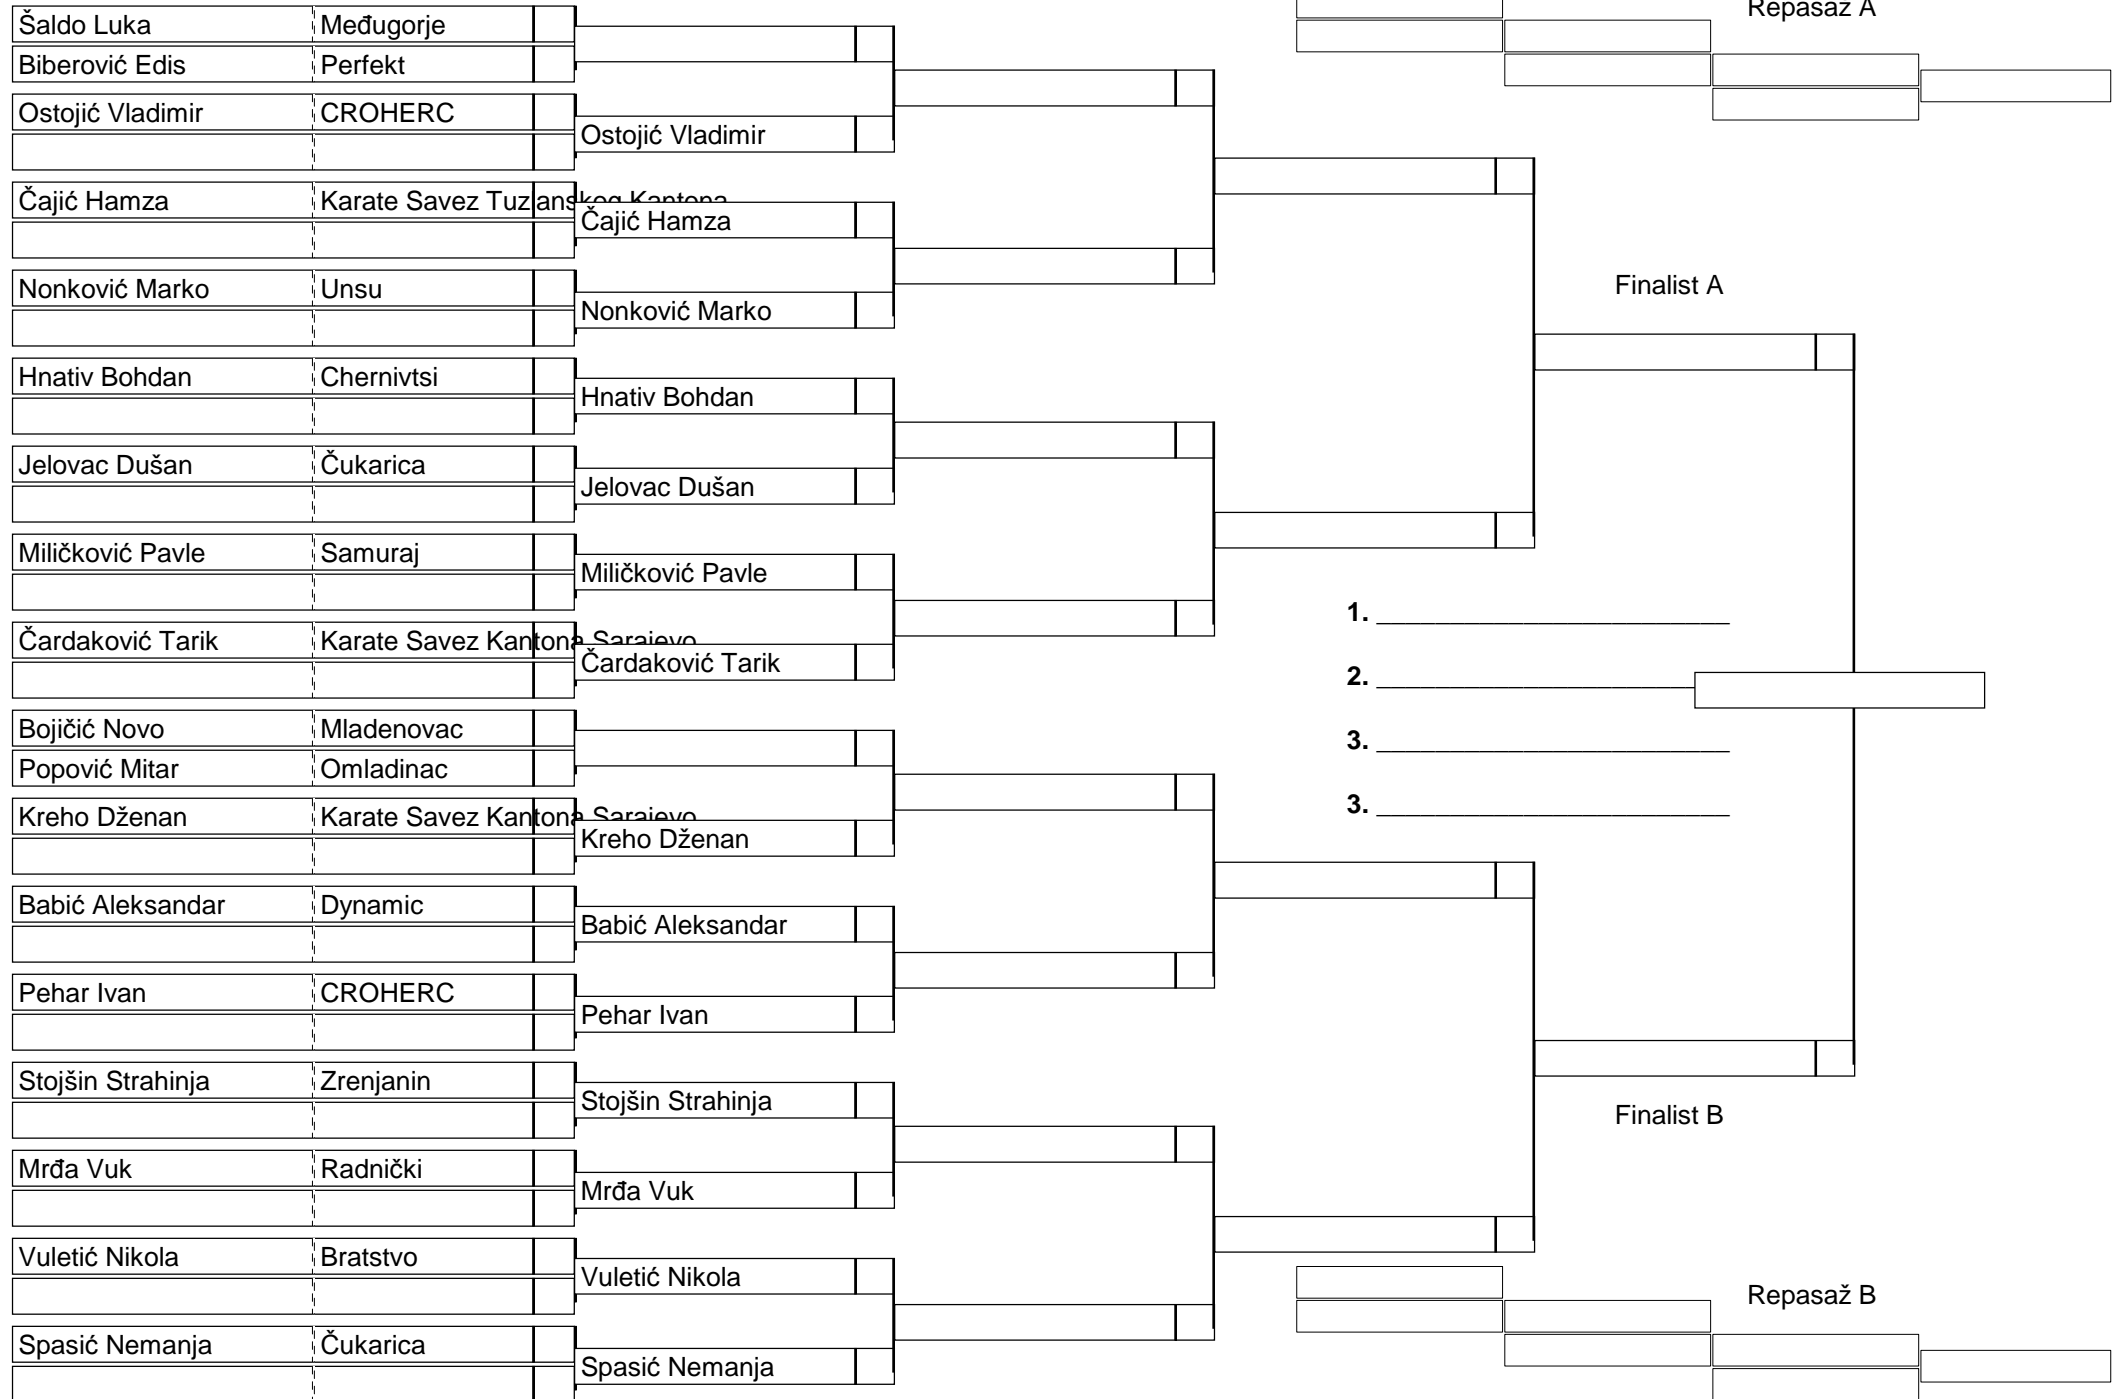 Šaldo Luka Međugorje
Biberović Edis Perfekt
Ostojić Vladimir CROHERC
Čajić Hamza Karate Savez Tuzlanskog Kantona
Nonković Marko Unsu
Hnativ Bohdan Chernivtsi
Jelovac Dušan Čukarica
Miličković Pavle Samuraj
Čardaković Tarik Karate Savez Kantona Sarajevo
Bojičić Novo Mladenovac
Popović Mitar Omladinac
Kreho Dženan Karate Savez Kantona Sarajevo
Babić Aleksandar Dynamic
Pehar Ivan CROHERC
Stojšin Strahinja Zrenjanin
Mrđa Vuk Radnički
Vuletić Nikola Bratstvo
Spasić Nemanja Čukarica
Ostojić Vladimir
Čajić Hamza
Nonković Marko
Hnativ Bohdan
Jelovac Dušan
Miličković Pavle
Čardaković Tarik
Kreho Dženan
Babić Aleksandar
Pehar Ivan
Stojšin Strahinja
Mrđa Vuk
Vuletić Nikola
Spasić Nemanja
Repasaž A
Finalist A
1. ________________________
2. ________________________
3. ________________________
3. ________________________
Finalist B
Repasaž B